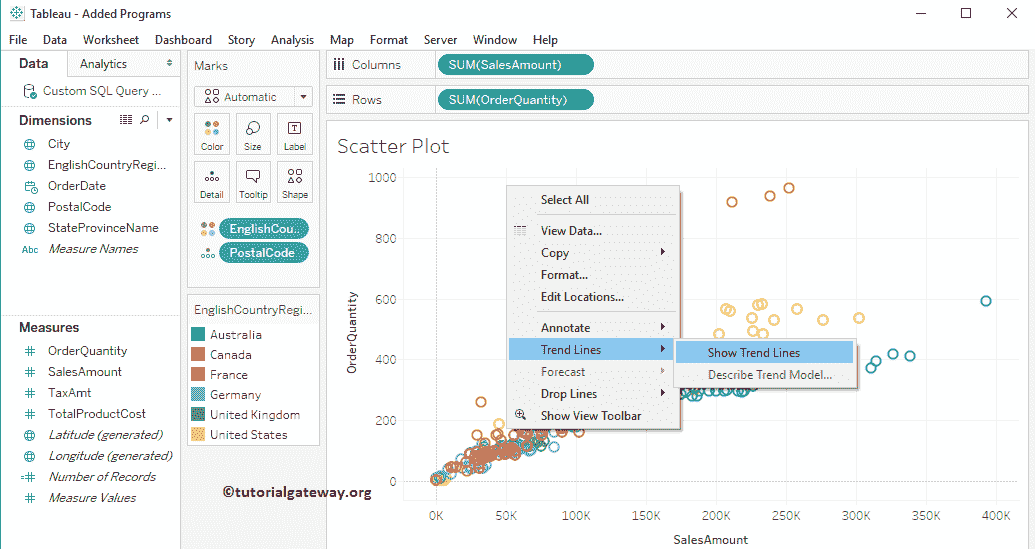 Tableau - Added Programs
File Data Worksheet Dashboard Story Analysis Map Format Server Window Help
Data
Analytics
Custom SQL Query ...
Dimensions
City
EnglishCountryRegi...
OrderDate
PostalCode
StateProvinceName
Abc Measure Names
Measures
OrderQuantity
SalesAmount
TaxAmt
TotalProductCost
Latitude (generated)
Longitude (generated)
Number of Records
Measure Values
Marks
Automatic
Color
Size
Label
Detail
Tooltip
Shape
EnglishCou..
PostalCode
EnglishCountryRegi...
Australia
Canada
France
Germany
United Kingdom
United States
Columns
SUM(SalesAmount)
Rows
SUM(OrderQuantity)
Scatter Plot
OrderQuantity
1000
800
600
400
200
0
Select All
View Data...
Copy
Format...
Edit Locations...
Annotate
Trend Lines
Forecast
Drop Lines
Show View Toolbar
Show Trend Lines
Describe Trend Model...
0K 50K 100K 150K 200K 250K 300K 350K 400K
SalesAmount
©tutorialgateway.org